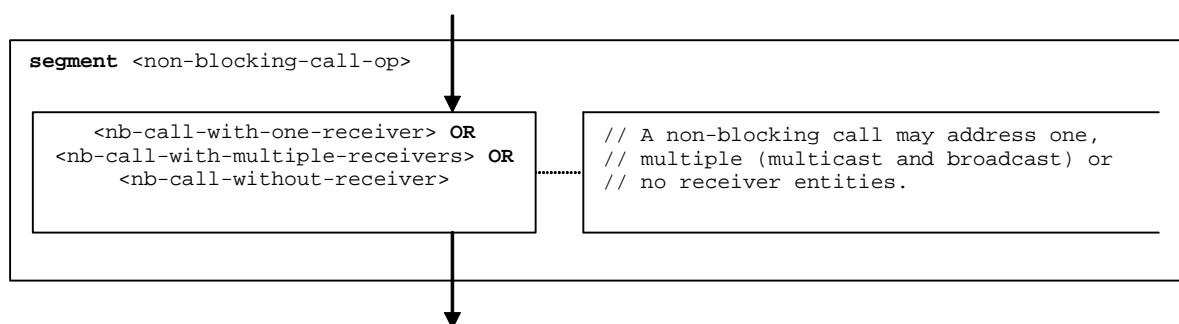 segment <non-blocking-call-op>
<nb-call-with-one-receiver> OR
<nb-call-with-multiple-receivers> OR
<nb-call-without-receiver>
// A non-blocking call may address one,
// multiple (multicast and broadcast) or
// no receiver entities.